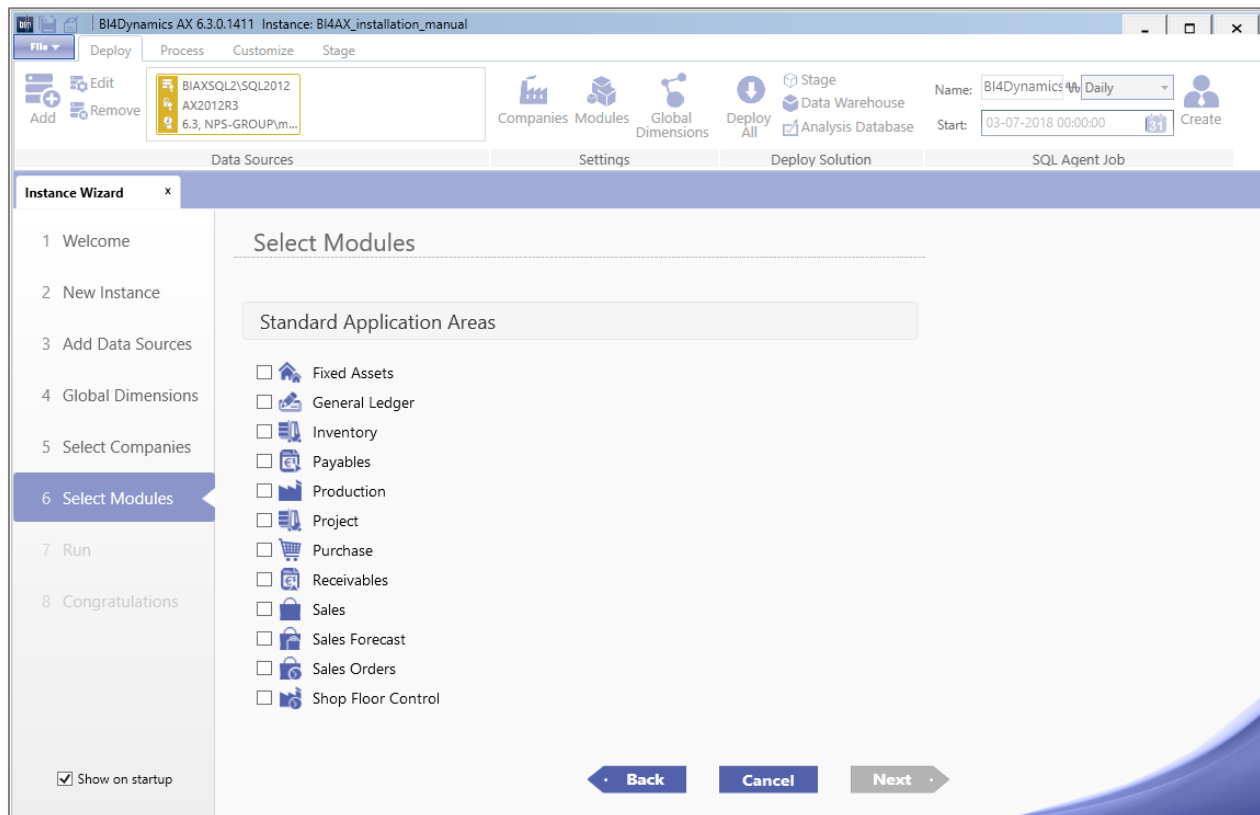 bi4 BI4Dynamics AX 6.3.0.1411 Instance: BI4AX_installation_manual
File Deploy Process Customize Stage
Add
Edit
Remove
BIAXSQL2\SQL2012
AX2012R3
6.3, NPS-GROUP\m...
Data Sources
Companies Modules Global Dimensions
Settings
Deploy All
Stage
Data Warehouse
Analysis Database
Deploy Solution
Name: BI4Dynamics Daily
Start: 03-07-2018 00:00:00 31
Create
SQL Agent Job
Instance Wizard x
1 Welcome
2 New Instance
3 Add Data Sources
4 Global Dimensions
5 Select Companies
6 Select Modules
7 Run
8 Congratulations
Show on startup
Select Modules
Standard Application Areas
Fixed Assets
General Ledger
Inventory
Payables
Production
Project
Purchase
Receivables
Sales
Sales Forecast
Sales Orders
Shop Floor Control
Back Cancel Next